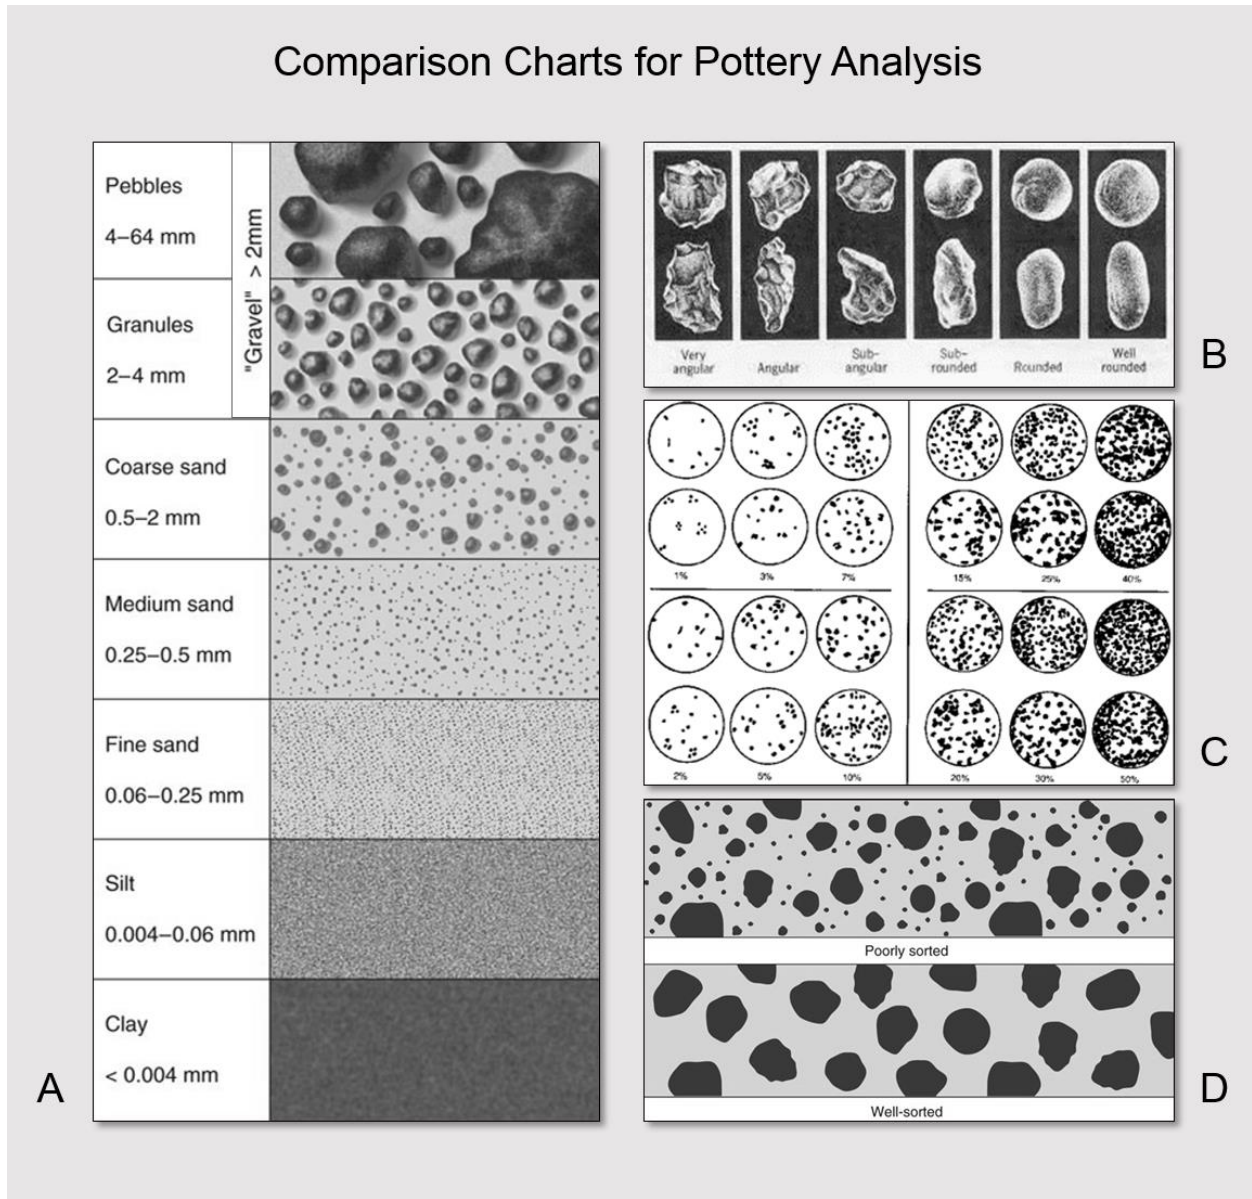 Comparison Charts for Pottery Analysis
Pebbles
4–64 mm
"Gravel" > 2mm
Granules
2–4 mm
Coarse sand
0.5–2 mm
Medium sand
0.25–0.5 mm
Fine sand
0.06–0.25 mm
Silt
0.004–0.06 mm
Clay
< 0.004 mm
A
Very angular
Angular
Sub-angular
Sub-rounded
Rounded
Well rounded
B
1% 3% 7% 15% 25% 40%
2% 5% 10% 20% 30% 50%
C
Poorly sorted
Well-sorted
D